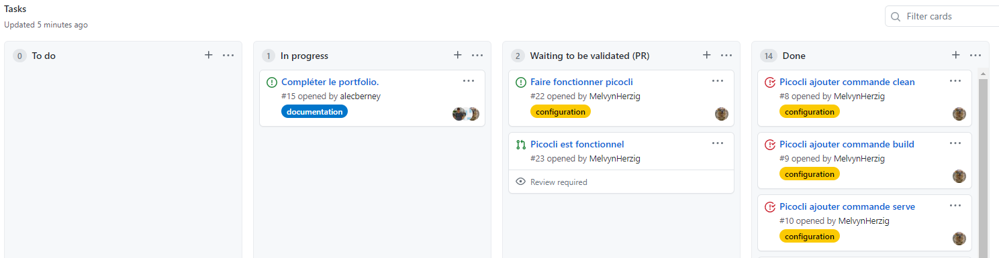 Tasks
Updated 5 minutes ago
Filter cards
0 To do
1 In progress
Compléter le portfolio.
#15 opened by alecberney
documentation
2 Waiting to be validated (PR)
Faire fonctionner picocli
#22 opened by MelvynHerzig
configuration
Picocli est fonctionnel
#23 opened by MelvynHerzig
Review required
14 Done
Picocli ajouter commande clean
#8 opened by MelvynHerzig
configuration
Picocli ajouter commande build
#9 opened by MelvynHerzig
configuration
Picocli ajouter commande serve
#10 opened by MelvynHerzig
configuration